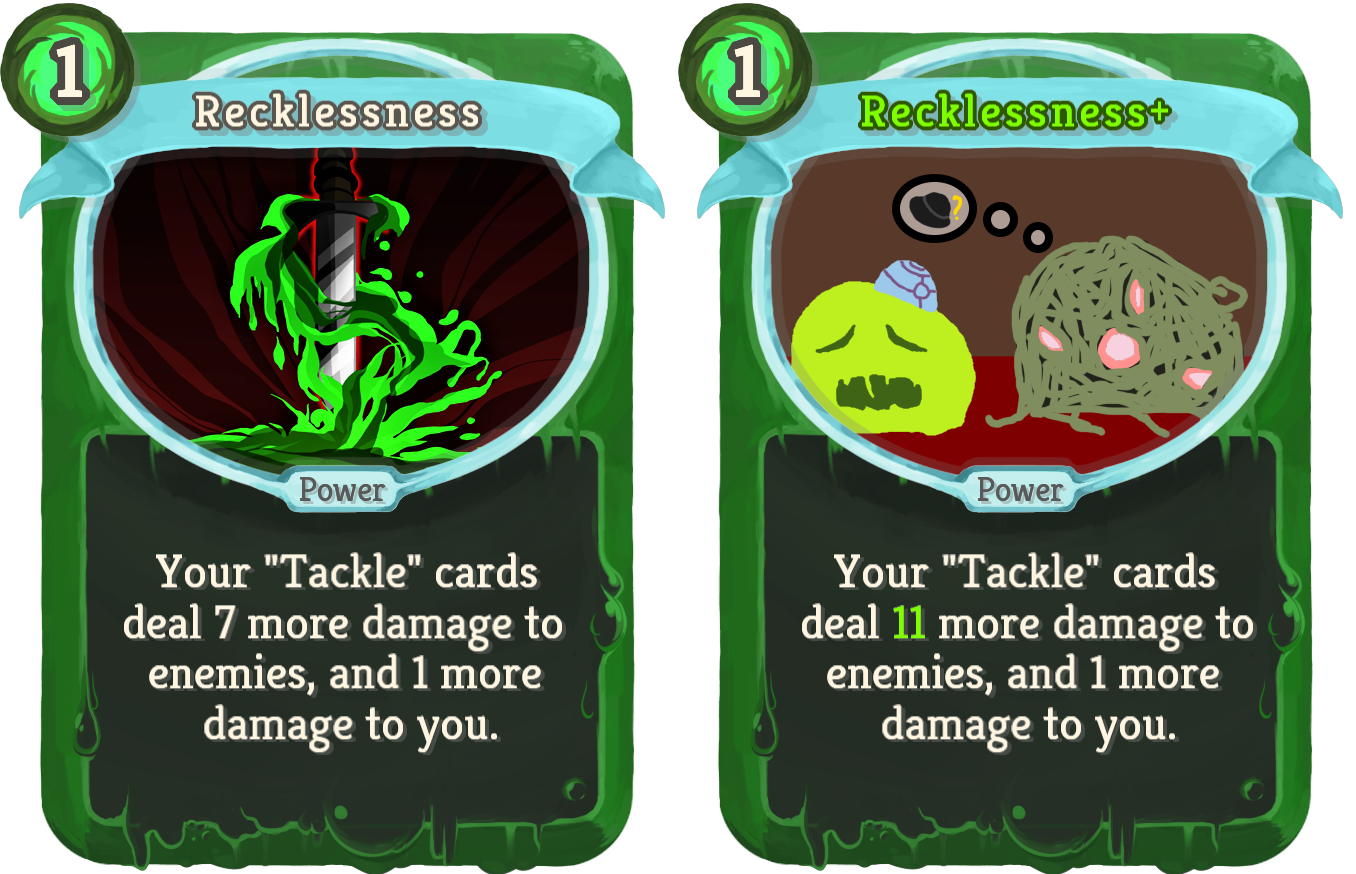 1
Recklessness
Power
Your "Tackle" cards
deal 7 more damage to
enemies, and 1 more
damage to you.
1
Recklessness+
?
Power
Your "Tackle" cards
deal 11 more damage to
enemies, and 1 more
damage to you.